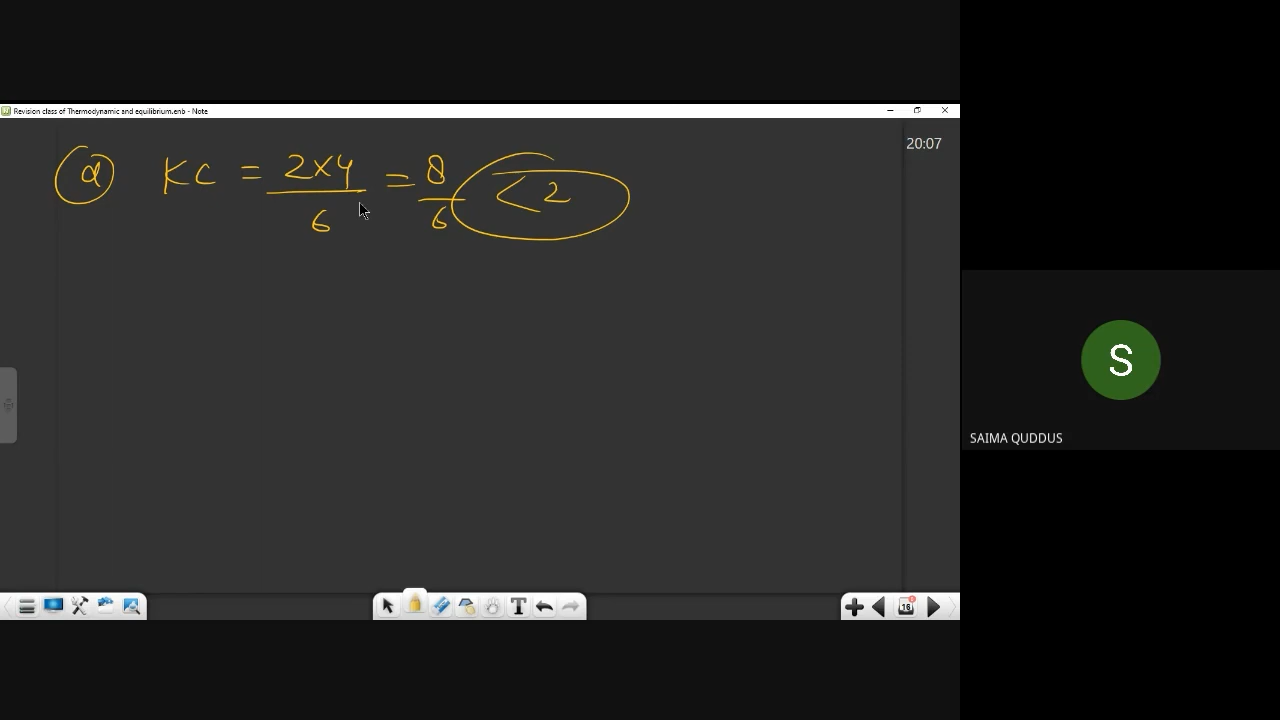 Revision class of Thermodynamic and equilibrium.enb - Note
20:07
(a) KC = 2×4/6 = 8/6 < 2
S
SAIMA QUDDUS
T
16